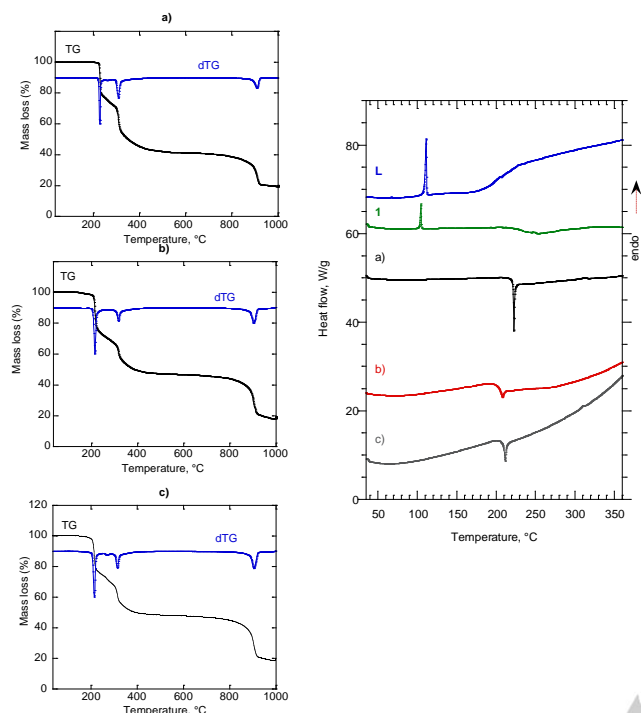 a)
TG
dTG
Mass loss (%)
100
80
60
40
20
0
0 200 400 600 800 1000
Temperature, °C
b)
TG
dTG
Mass loss (%)
100
80
60
40
20
0
200 400 600 800 1000
Temperature, °C
c)
TG
dTG
Mass loss (%)
120
100
80
60
40
20
0
0 200 400 600 800 1000
Temperature, °C
L
1
a)
b)
c)
Heat flow, W/g
80
60
40
20
0
50 100 150 200 250 300 350
Temperature, °C
endo